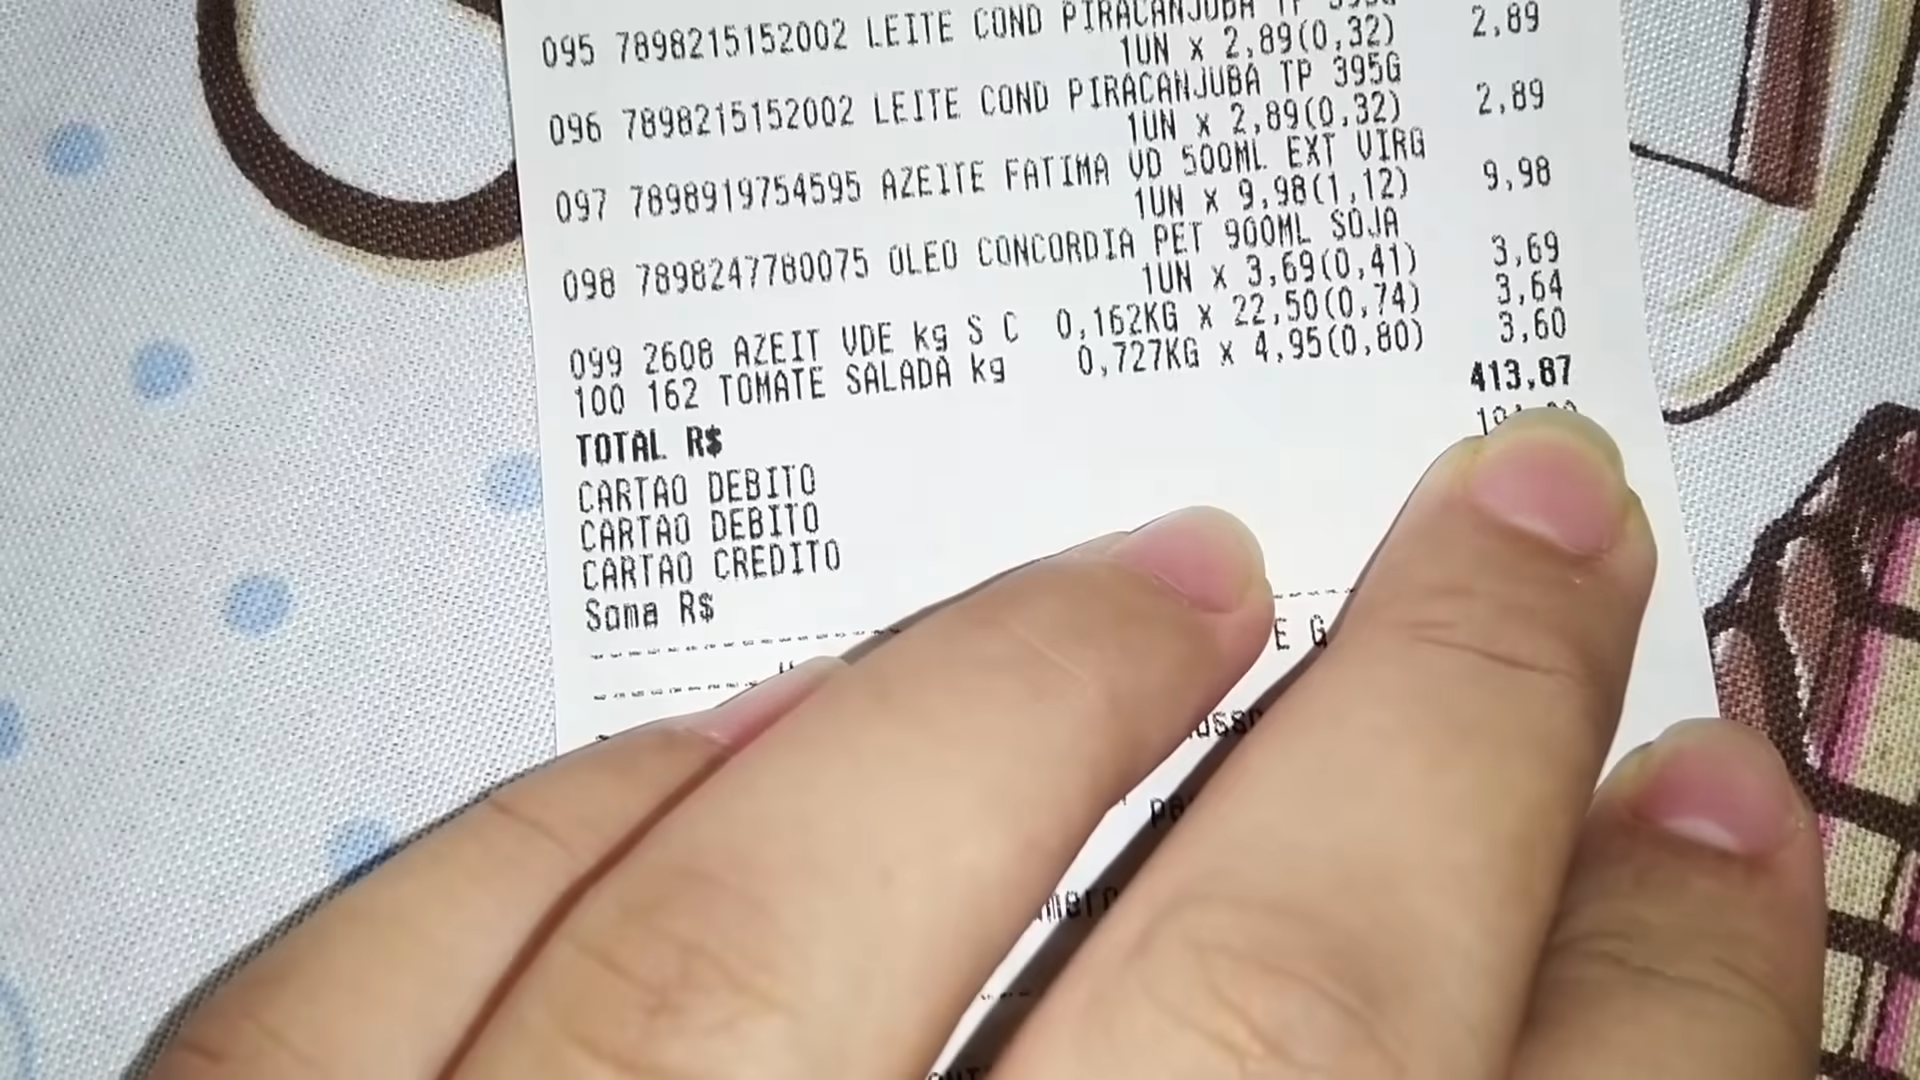 095 7898215152002 LEITE COND PIRACANJUBA TP 395G
1UN x 2,89(0,32) 2,89
096 7898215152002 LEITE COND PIRACANJUBA TP 395G
1UN x 2,89(0,32) 2,89
097 7898919754595 AZEITE FATIMA VD 500ML EXT VIRG
1UN x 9,98(1,12) 9,98
098 7898247780075 OLEO CONCORDIA PET 900ML SOJA
1UN x 3,69(0,41) 3,69
099 2608 AZEIT VDE kg S C 0,162KG x 22,50(0,74) 3,64
100 162 TOMATE SALADA kg 0,727KG x 4,95(0,80) 3,60
TOTAL R$ 413,87
CARTAO DEBITO
CARTAO DEBITO
CARTAO CREDITO
Soma R$